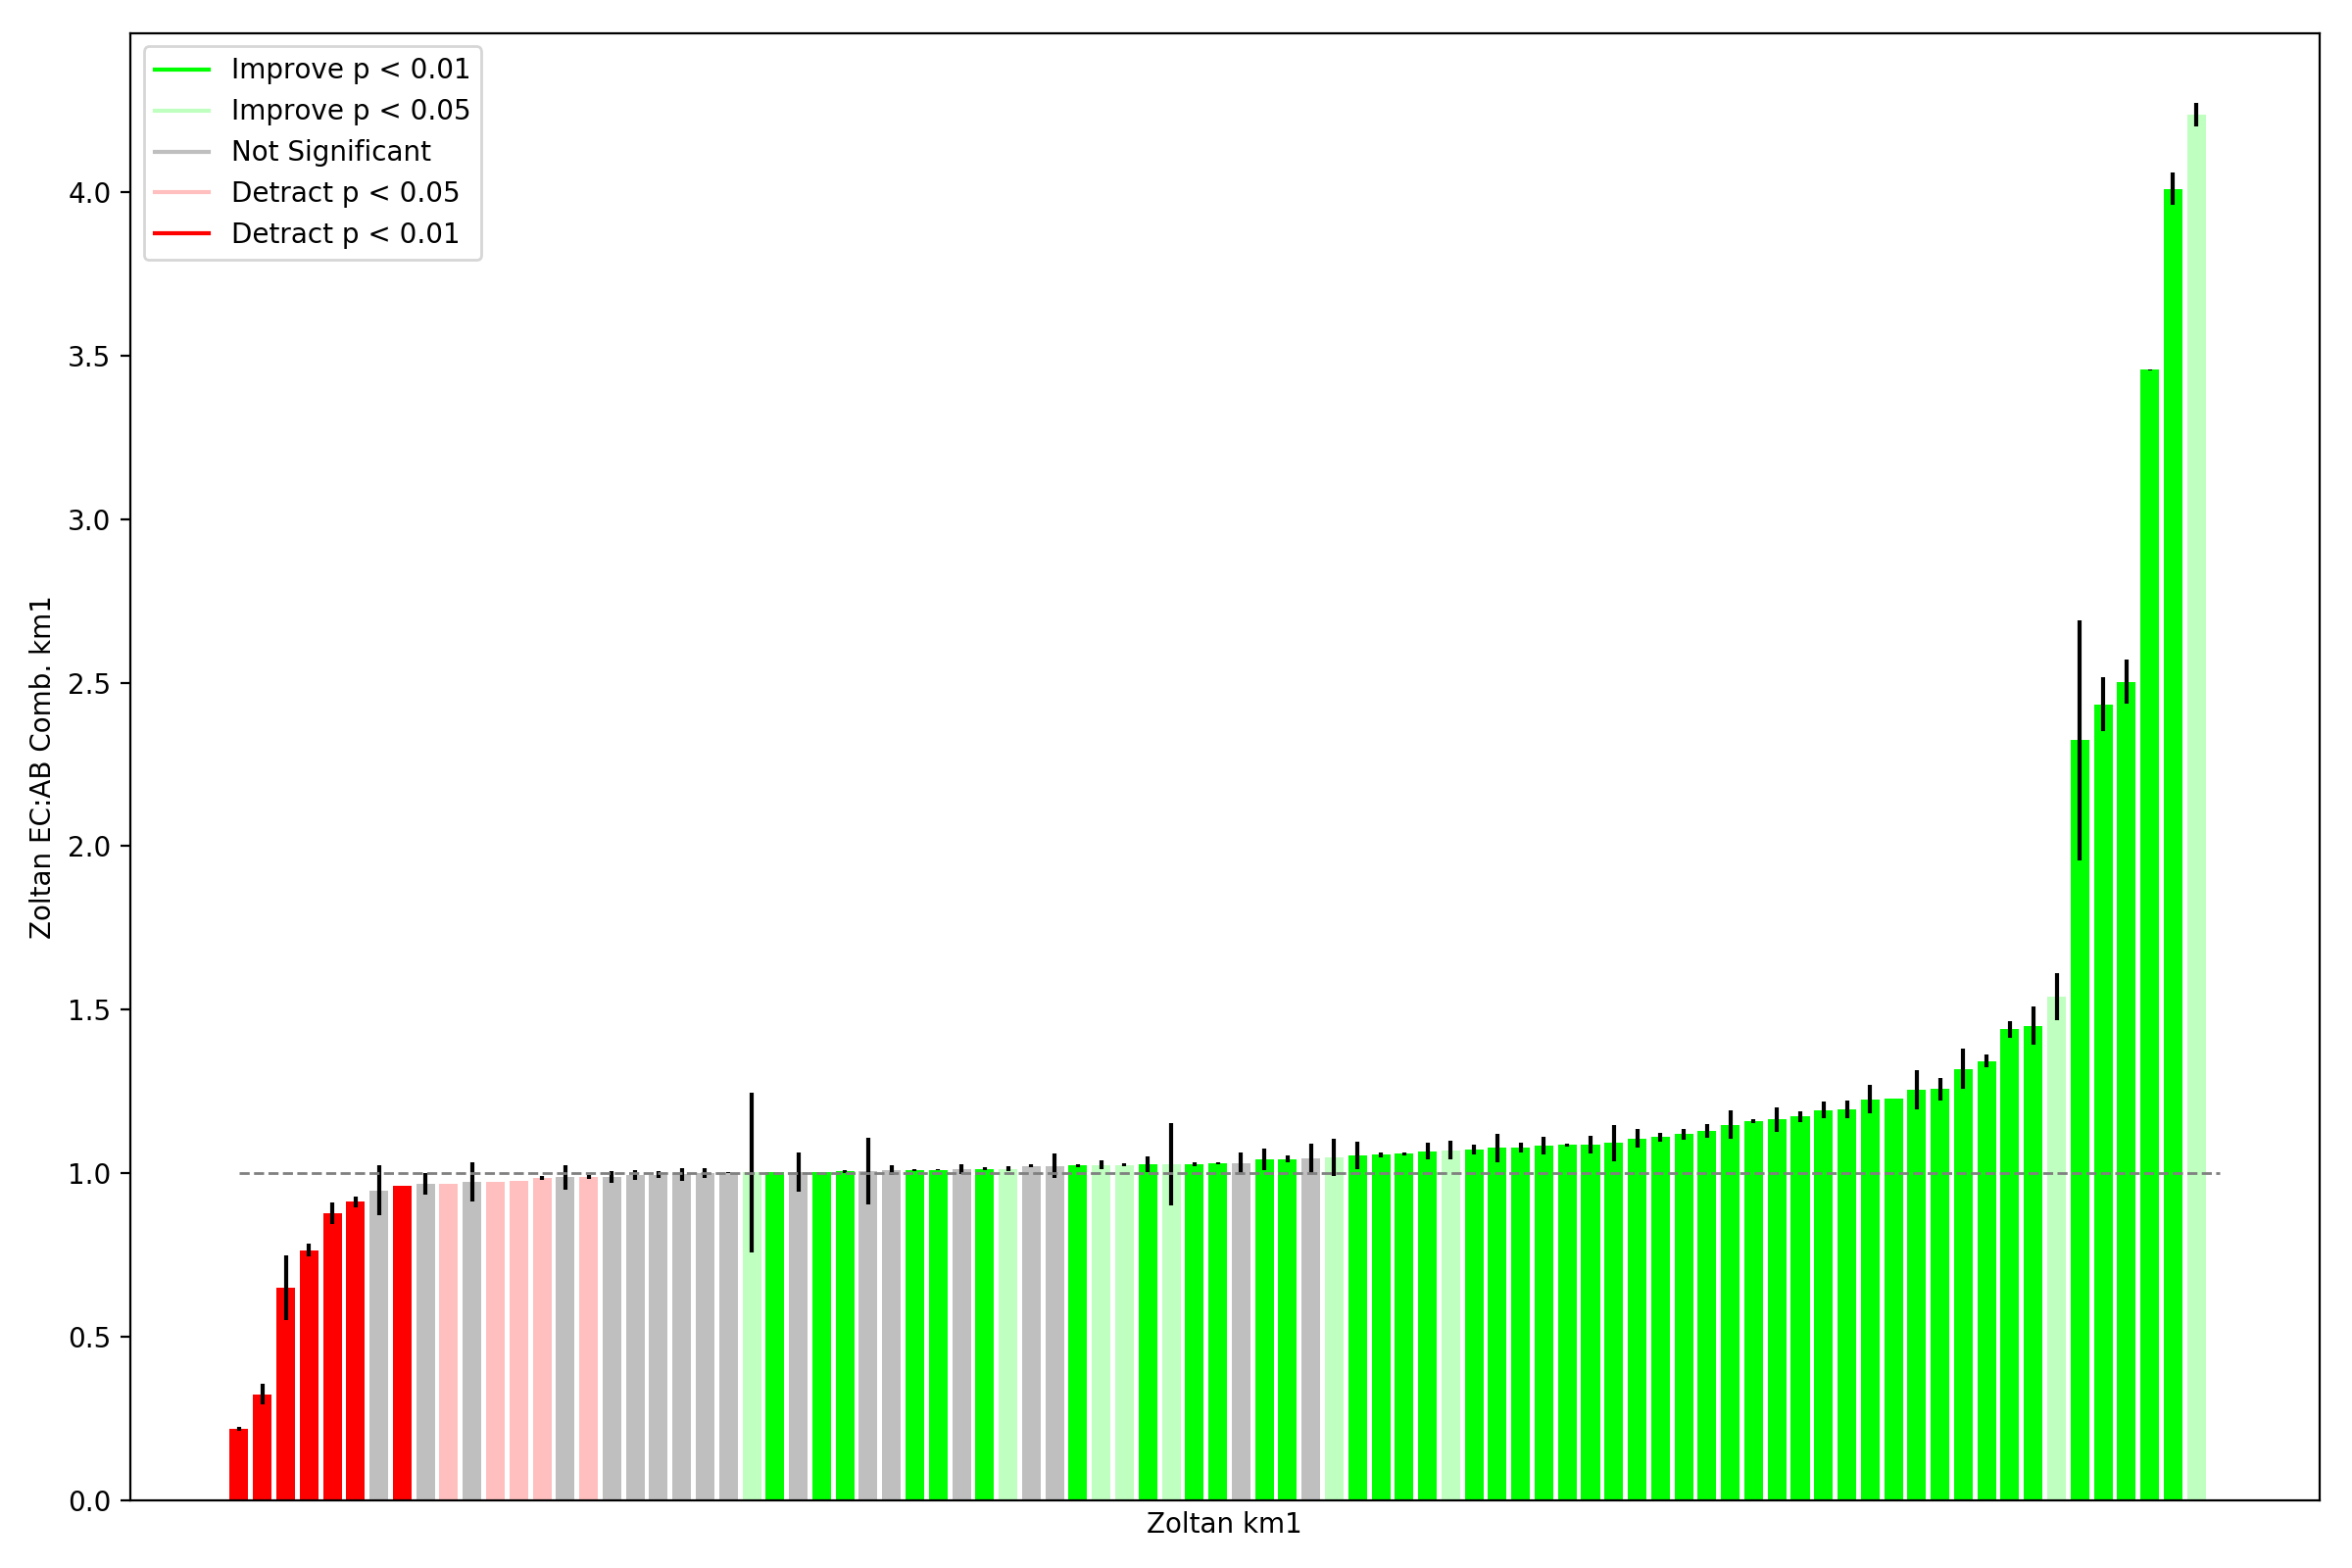 Improve p < 0.01
Improve p < 0.05
Not Significant
Detract p < 0.05
Detract p < 0.01
4.0
3.5
3.0
2.5
2.0
1.5
1.0
0.5
0.0
Zoltan EC:AB Comb. km1
Zoltan km1